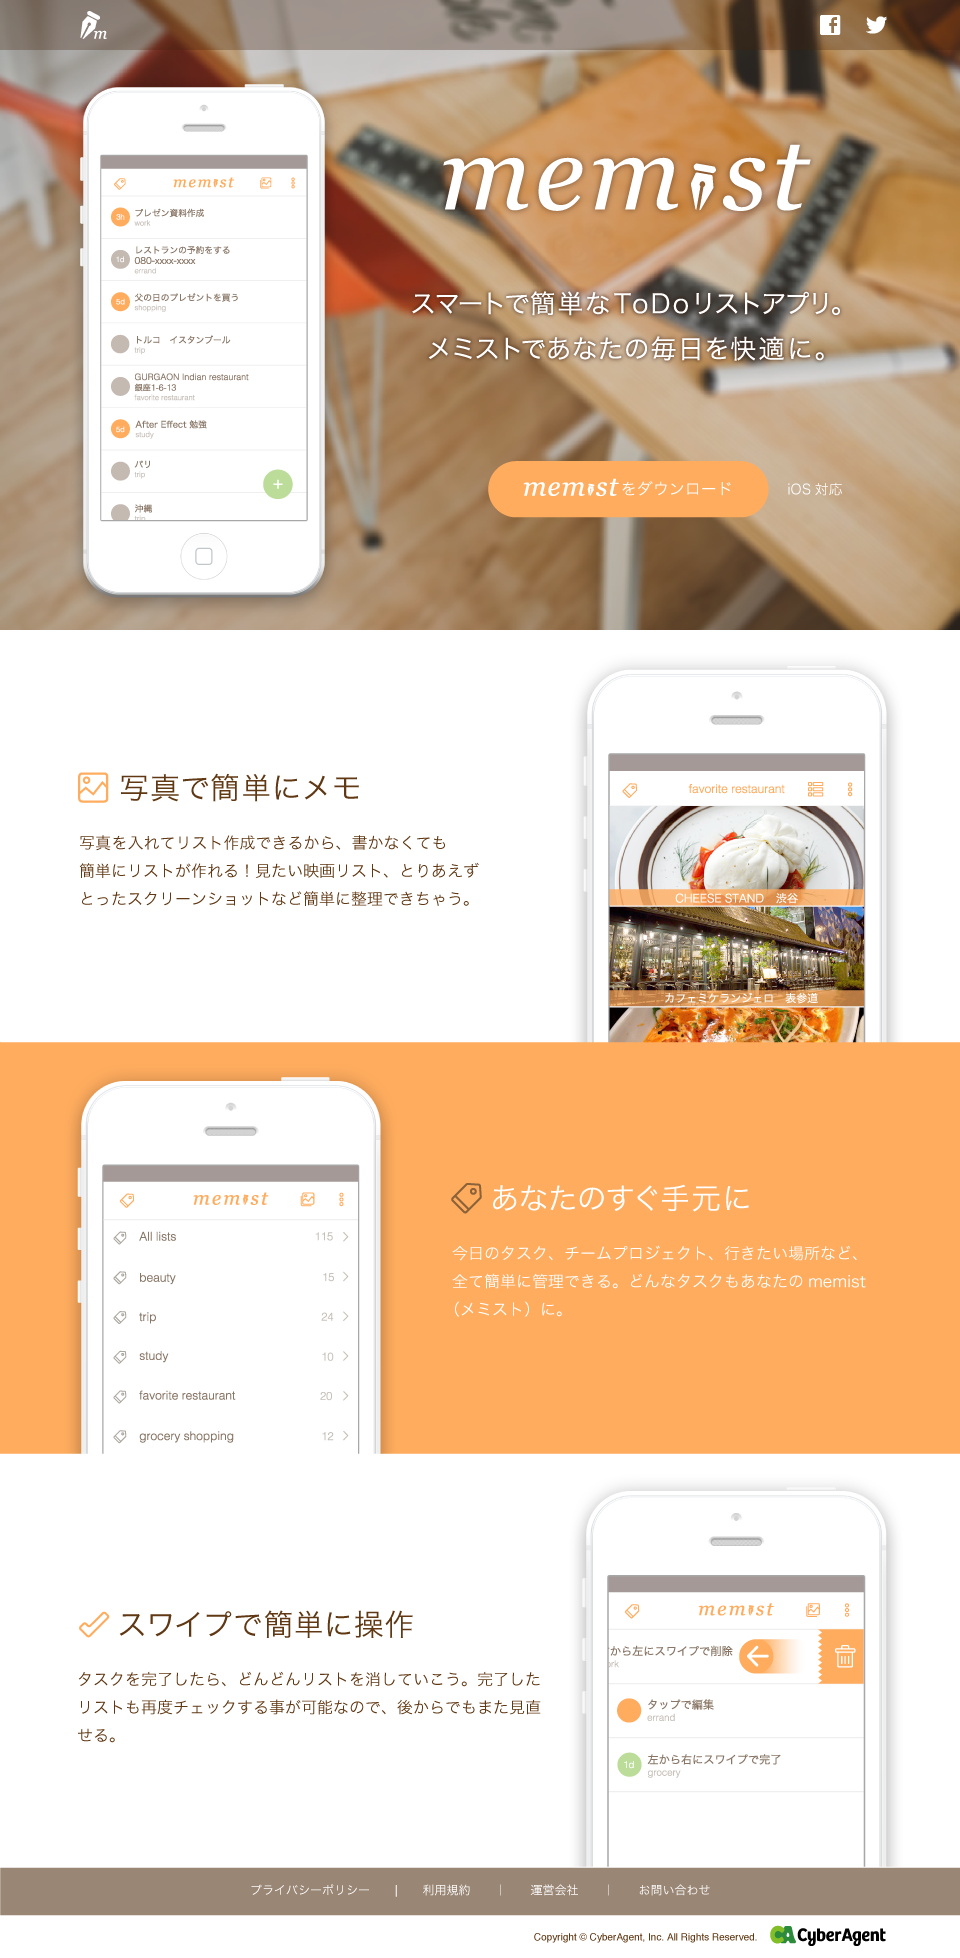 m
memist
3h プレゼン資料作成
work
1d レストランの予約をする
080-xxxx-xxxx
errand
5d 父の日のプレゼントを買う
shopping
トルコ　イスタンブール
trip
GURGAON Indian restaurant
銀座1-6-13
favorite restaurant
5d After Effect 勉強
study
パリ
trip
+
沖縄
trip
memist
スマートで簡単なToDoリストアプリ。
メミストであなたの毎日を快適に。
memistをダウンロード
iOS 対応
写真で簡単にメモ
写真を入れてリスト作成できるから、書かなくても
簡単にリストが作れる！見たい映画リスト、とりあえず
とったスクリーンショットなど簡単に整理できちゃう。
favorite restaurant
CHEESE STAND　渋谷
カフェミケランジェロ　表参道
memist
All lists 115
beauty 15
trip 24
study 10
favorite restaurant 20
grocery shopping 12
あなたのすぐ手元に
今日のタスク、チームプロジェクト、行きたい場所など、
全て簡単に管理できる。どんなタスクもあなたの memist
（メミスト）に。
スワイプで簡単に操作
タスクを完了したら、どんどんリストを消していこう。完了した
リストも再度チェックする事が可能なので、後からでもまた見直
せる。
memist
から左にスワイプで削除
ork
タップで編集
errand
1d 左から右にスワイプで完了
grocery
プライバシーポリシー | 利用規約 | 運営会社 | お問い合わせ
Copyright © CyberAgent, Inc. All Rights Reserved.
CA CyberAgent